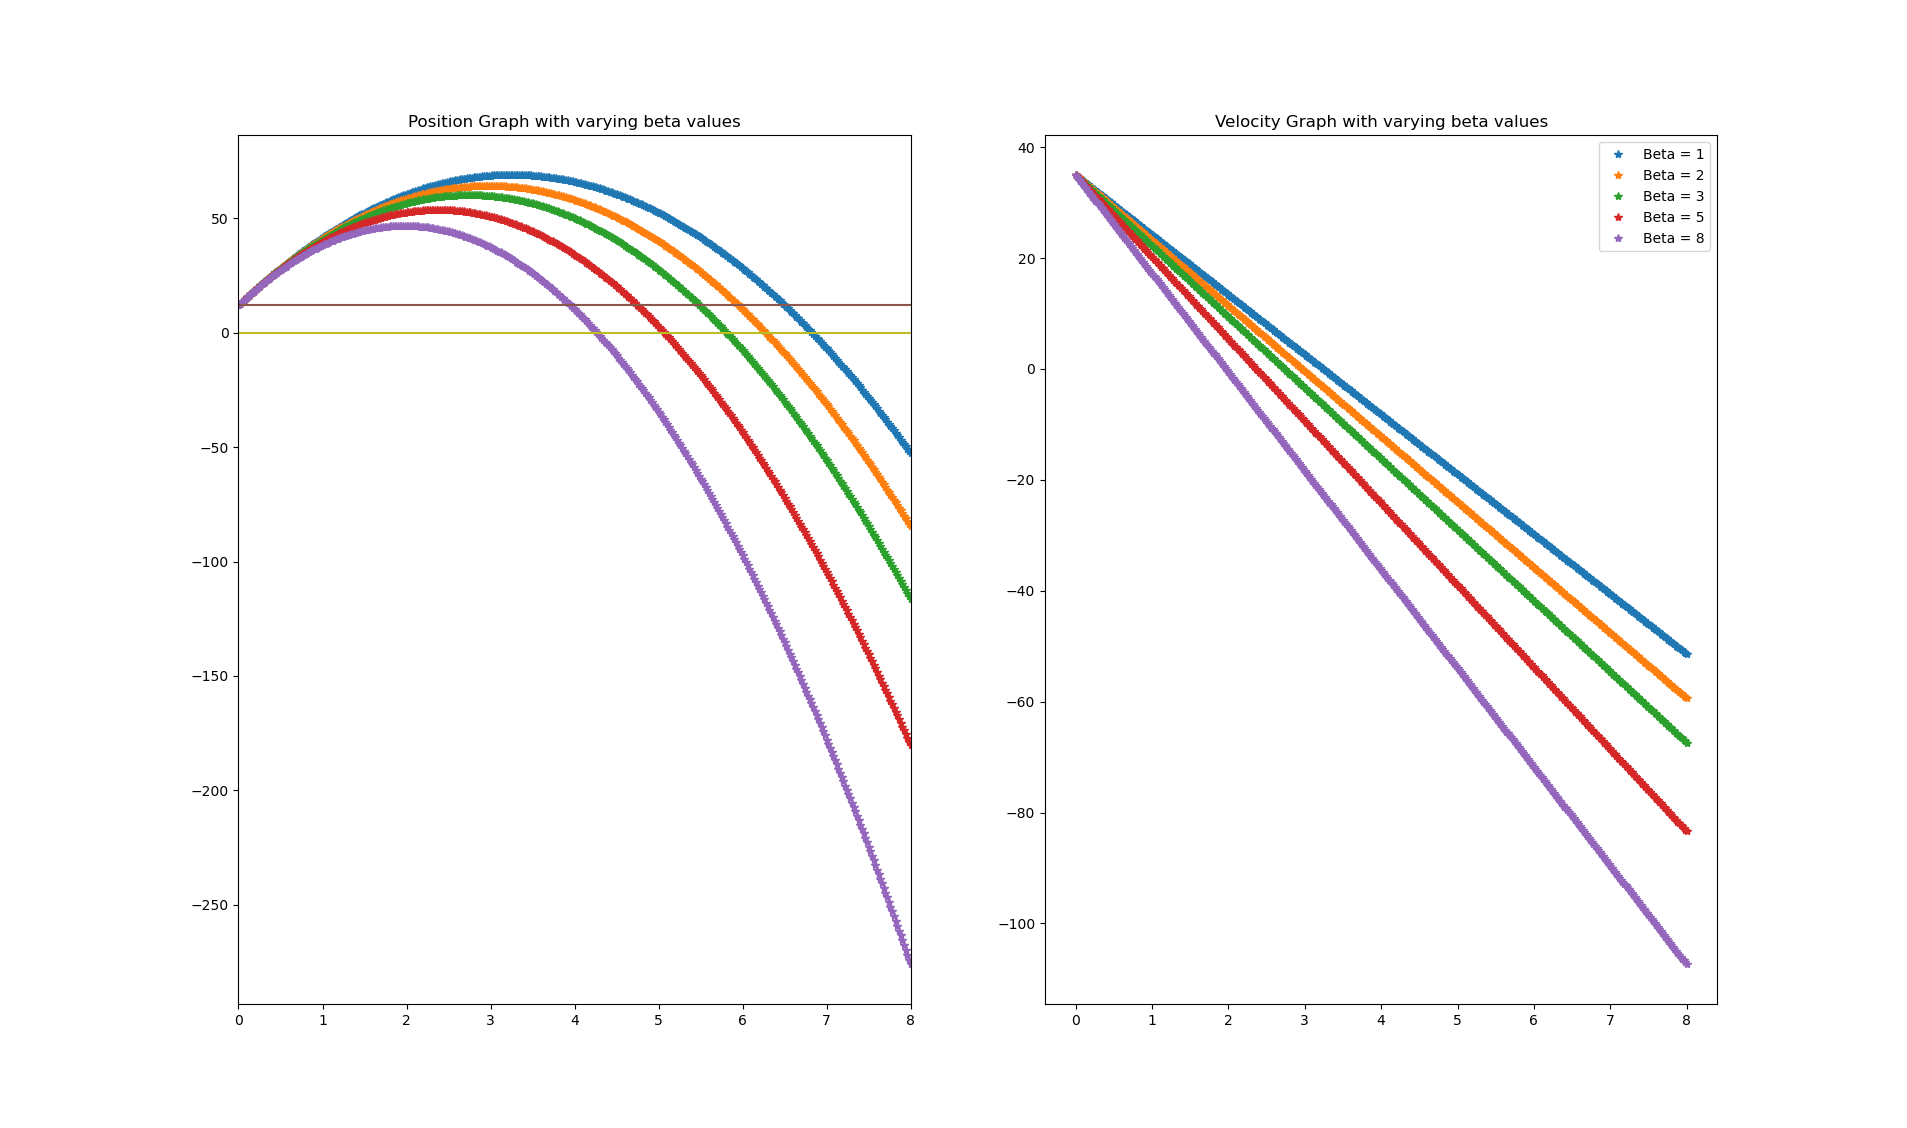 Position Graph with varying beta values
50
0
−50
−100
−150
−200
−250
0 1 2 3 4 5 6 7 8
Velocity Graph with varying beta values
40
20
0
−20
−40
−60
−80
−100
0 1 2 3 4 5 6 7 8
Beta = 1
Beta = 2
Beta = 3
Beta = 5
Beta = 8